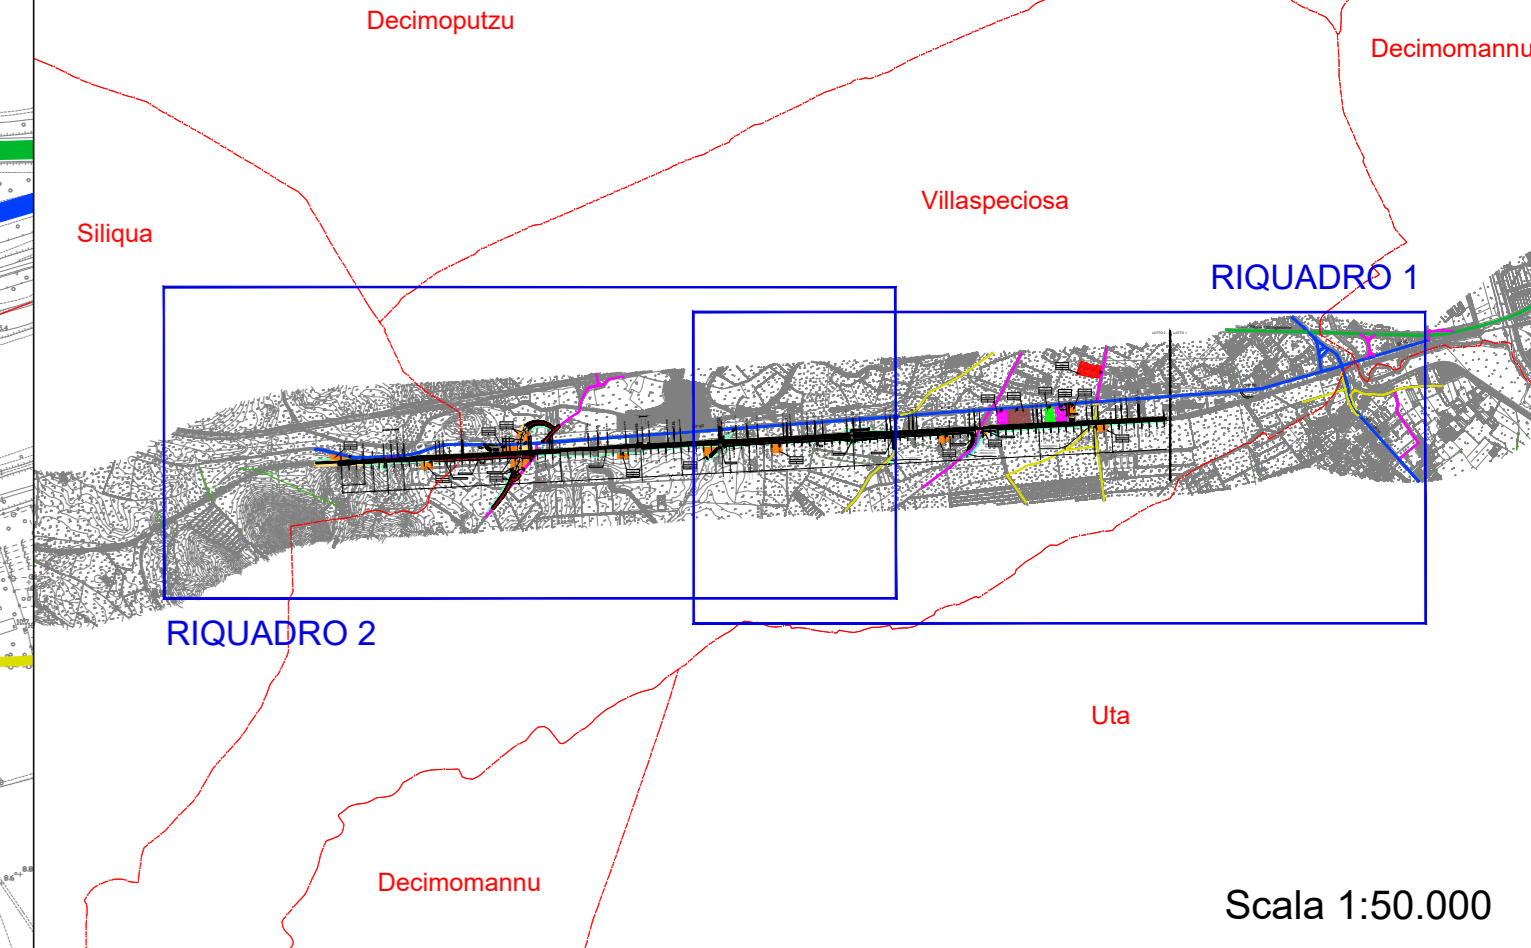 Decimoputzu
Decimomannu
Villaspeciosa
Siliqua
RIQUADRO 1
RIQUADRO 2
Uta
Decimomannu
Scala 1:50.000